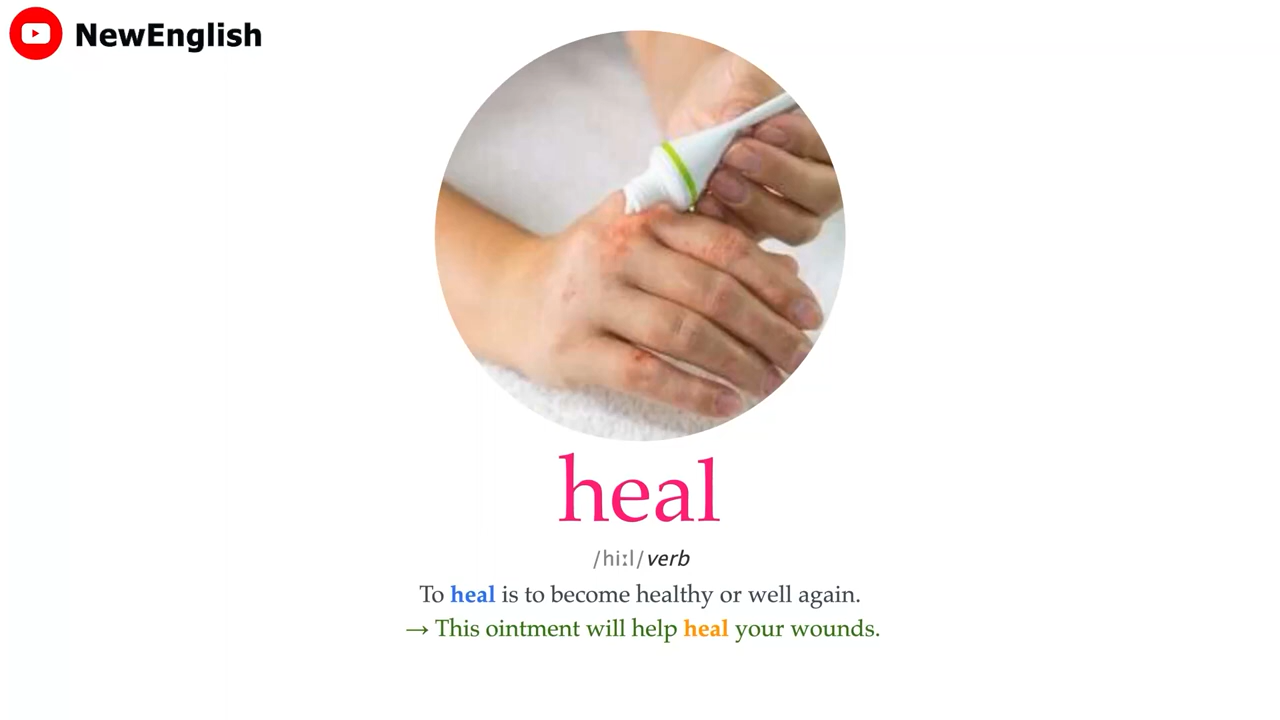 NewEnglish
heal
/hiːl/verb
To heal is to become healthy or well again.
→ This ointment will help heal your wounds.